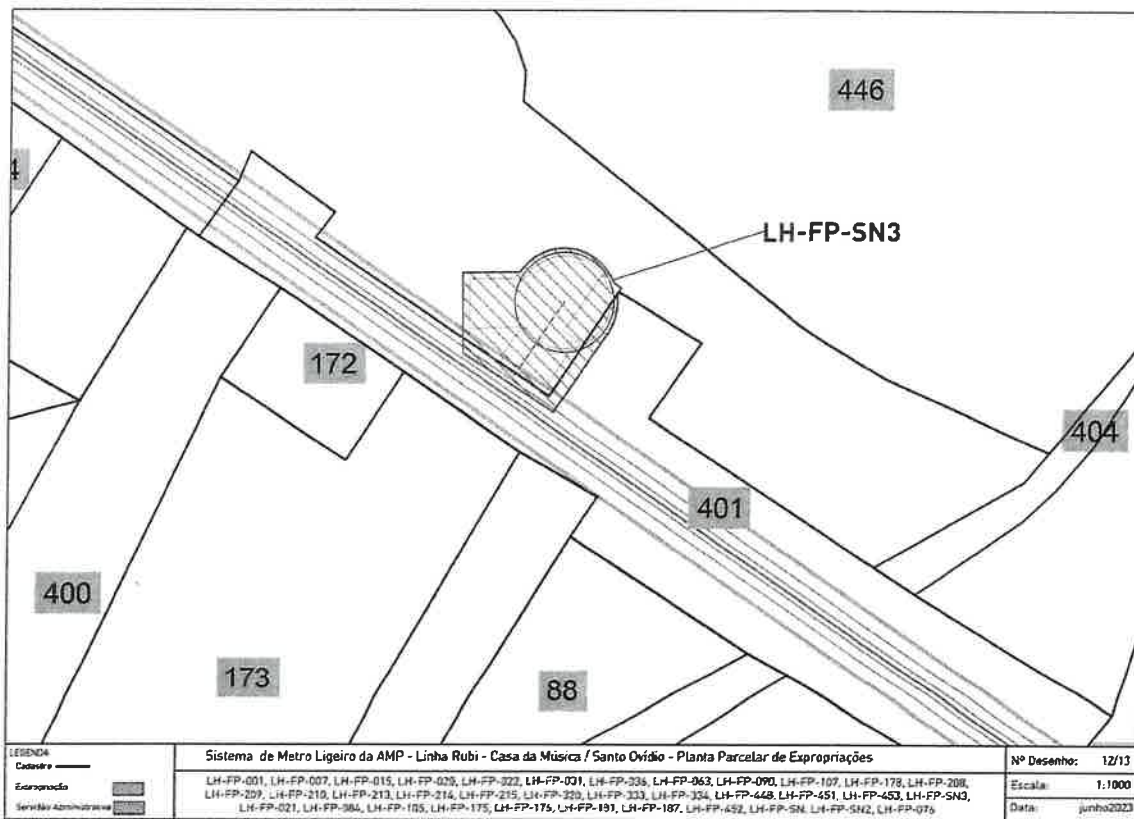 446
4
LH-FP-SN3
172
404
401
400
173
88
LEGENDA
Cadastro
Expropriação
Servidão Administrativa
Sistema de Metro Ligeiro da AMP - Linha Rubi - Casa da Música / Santo Ovídio - Planta Parcelar de Expropriações
LH-FP-001, LH-FP-007, LH-FP-015, LH-FP-029, LH-FP-022, LH-FP-031, LH-FP-036, LH-FP-063, LH-FP-090, LH-FP-107, LH-FP-178, LH-FP-208,
LH-FP-209, LH-FP-210, LH-FP-213, LH-FP-214, LH-FP-215, LH-FP-320, LH-FP-333, LH-FP-334, LH-FP-448, LH-FP-451, LH-FP-453, LH-FP-SN3,
LH-FP-021, LH-FP-084, LH-FP-105, LH-FP-175, LH-FP-176, LH-FP-191, LH-FP-187, LH-FP-452, LH-FP-SN, LH-FP-SN2, LH-FP-076
Nº Desenho: 12/13
Escala: 1:1000
Data: junho2023